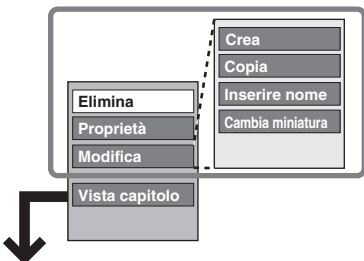 Elimina
Proprietà
Modifica
Vista capitolo
Crea
Copia
Inserire nome
Cambia miniatura